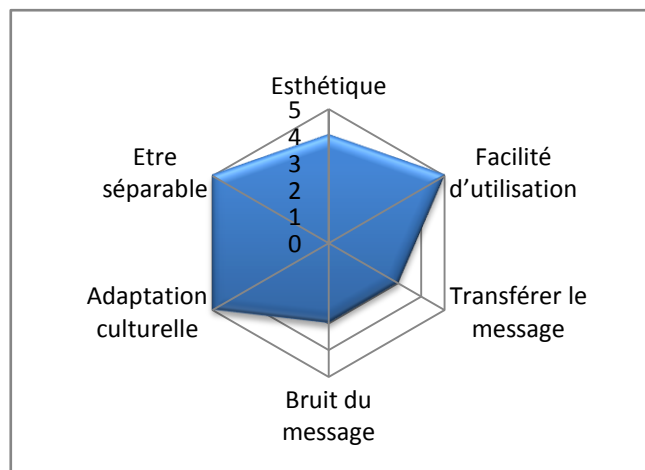 Esthétique
5
4
3
2
1
0
Facilité
d’utilisation
Transférer le
message
Bruit du
message
Adaptation
culturelle
Etre
séparable